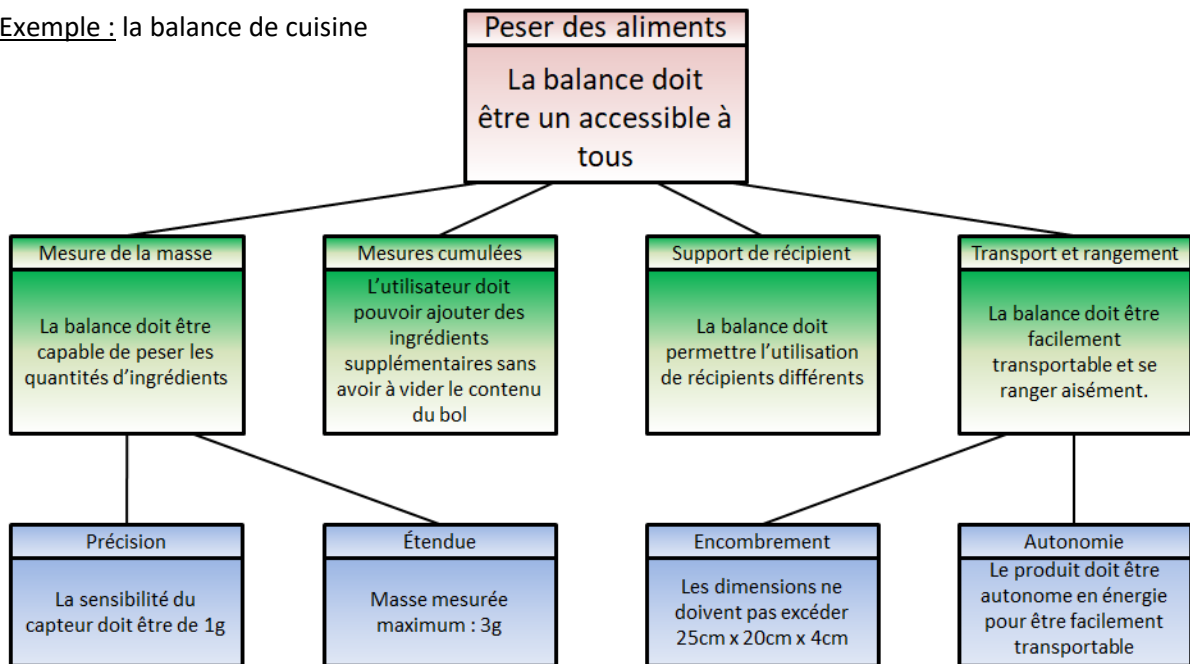 Exemple : la balance de cuisine
Peser des aliments
La balance doit
être un accessible à
tous
Mesure de la masse
La balance doit être
capable de peser les
quantités d'ingrédients
Mesures cumulées
L'utilisateur doit
pouvoir ajouter des
ingrédients
supplémentaires sans
avoir à vider le contenu
du bol
Support de récipient
La balance doit
permettre l'utilisation
de récipients différents
Transport et rangement
La balance doit être
facilement
transportable et se
ranger aisément.
Précision
La sensibilité du
capteur doit être de 1g
Étendue
Masse mesurée
maximum : 3g
Encombrement
Les dimensions ne
doivent pas excéder
25cm x 20cm x 4cm
Autonomie
Le produit doit être
autonome en énergie
pour être facilement
transportable